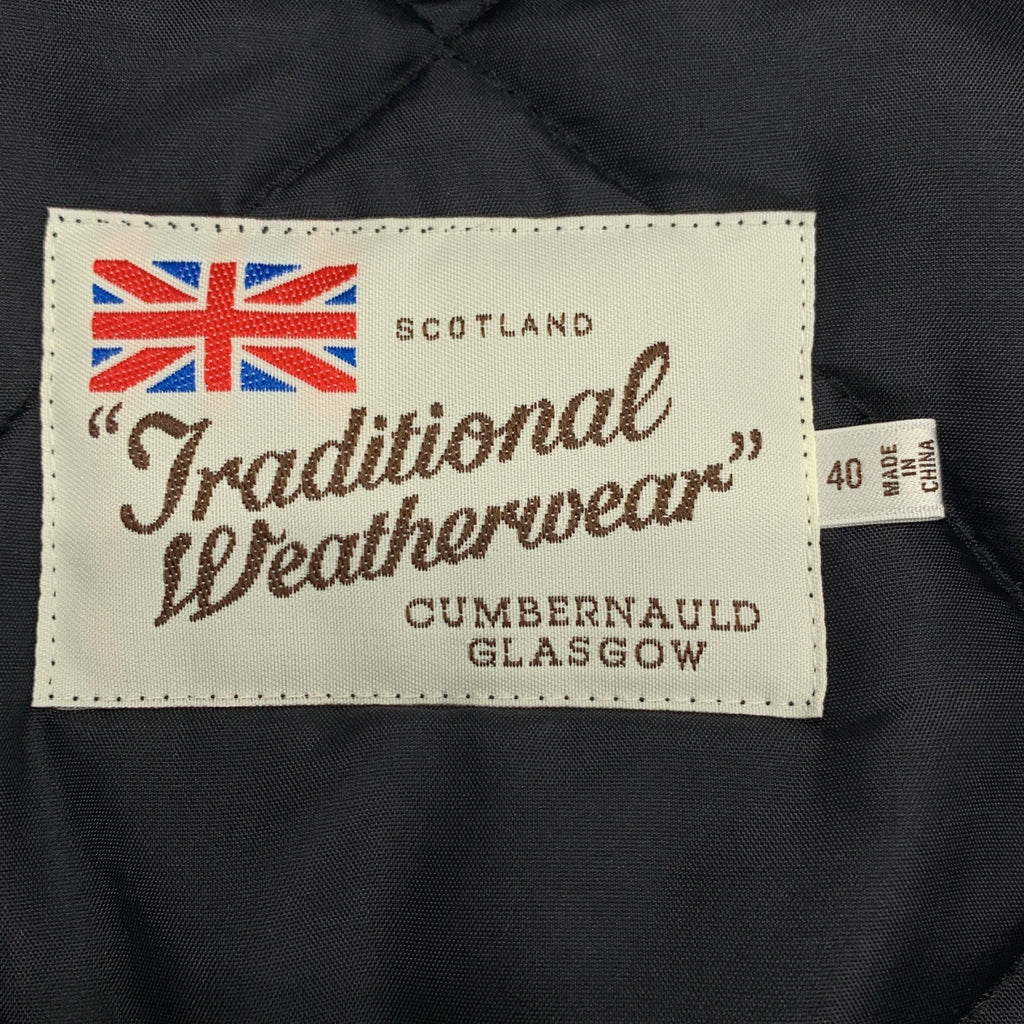 SCOTLAND
"Traditional
Weatherwear"
CUMBERNAULD
GLASGOW
40
MADE
IN
CHINA